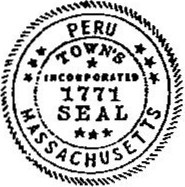 PERU
TOWN'S
INCORPORATED
1771
SEAL
MASSACHUSETTS